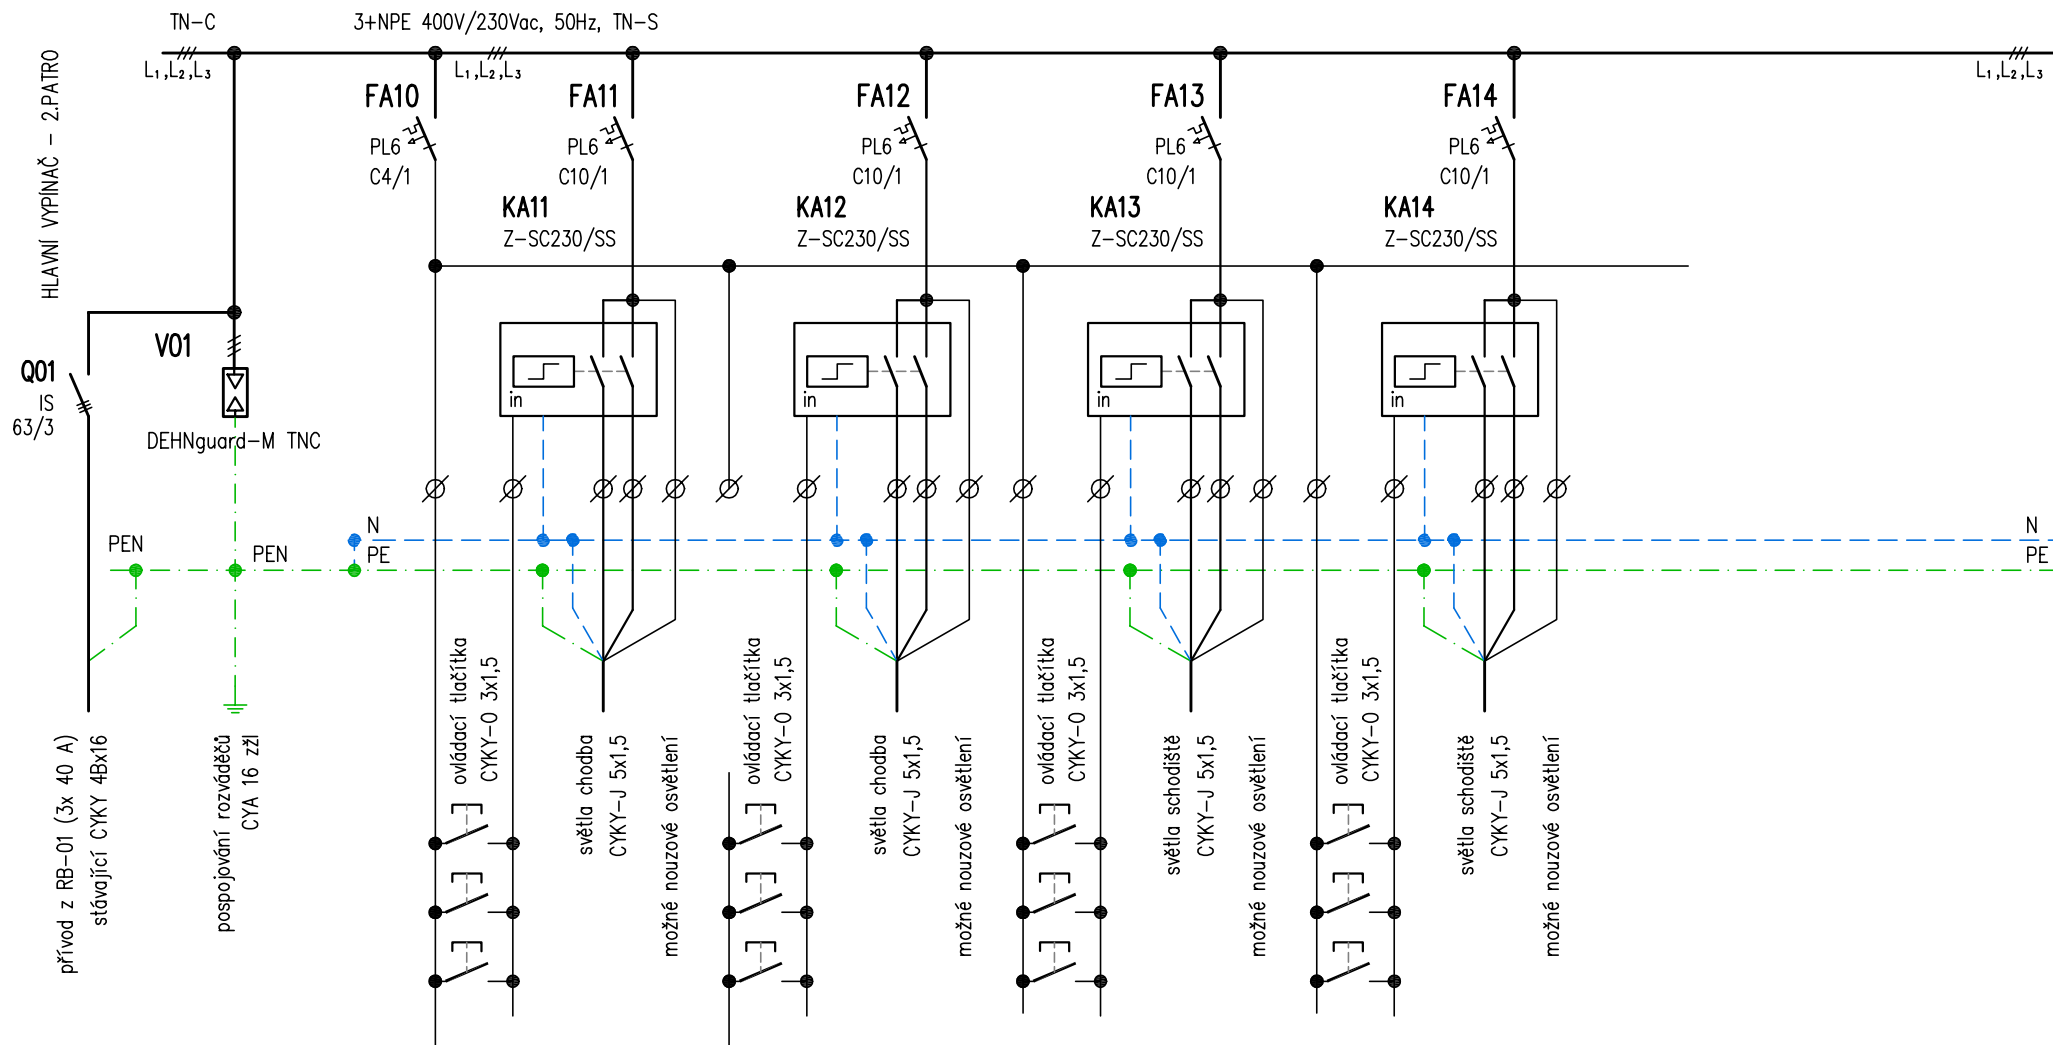 TN-C
3+NPE 400V/230Vac, 50Hz, TN-S
L1,L2,L3
L1,L2,L3
L1,L2,L3
HLAVNÍ VYPÍNAČ - 2.PATRO
FA10
PL6
C4/1
FA11
PL6
C10/1
FA12
PL6
C10/1
FA13
PL6
C10/1
FA14
PL6
C10/1
KA11
Z-SC230/SS
KA12
Z-SC230/SS
KA13
Z-SC230/SS
KA14
Z-SC230/SS
V01
Q01
IS
63/3
DEHNguard-M TNC
in
in
in
in
PEN
PEN
N
PE
N
PE
přívod z RB-01 (3x 40 A)
stávající CYKY 4Bx16
pospojování rozváděčů
CYA 16 zžl
ovládací tlačítka
CYKY-O 3x1,5
světla chodba
CYKY-J 5x1,5
možné nouzové osvětlení
ovládací tlačítka
CYKY-O 3x1,5
světla chodba
CYKY-J 5x1,5
možné nouzové osvětlení
ovládací tlačítka
CYKY-O 3x1,5
světla schodiště
CYKY-J 5x1,5
možné nouzové osvětlení
ovládací tlačítka
CYKY-O 3x1,5
světla schodiště
CYKY-J 5x1,5
možné nouzové osvětlení